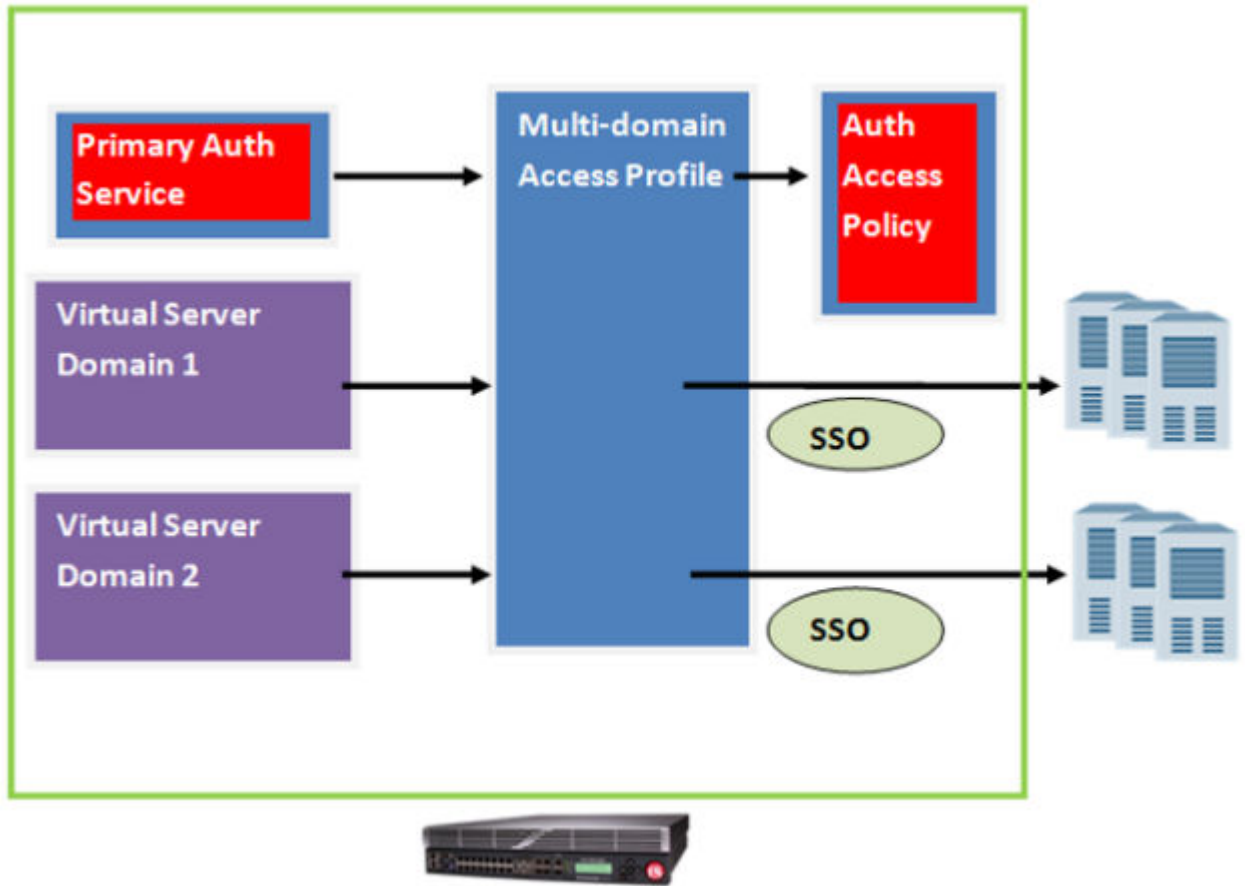 Primary Auth
Service
Multi-domain
Access Profile
Auth
Access
Policy
Virtual Server
Domain 1
SSO
Virtual Server
Domain 2
SSO